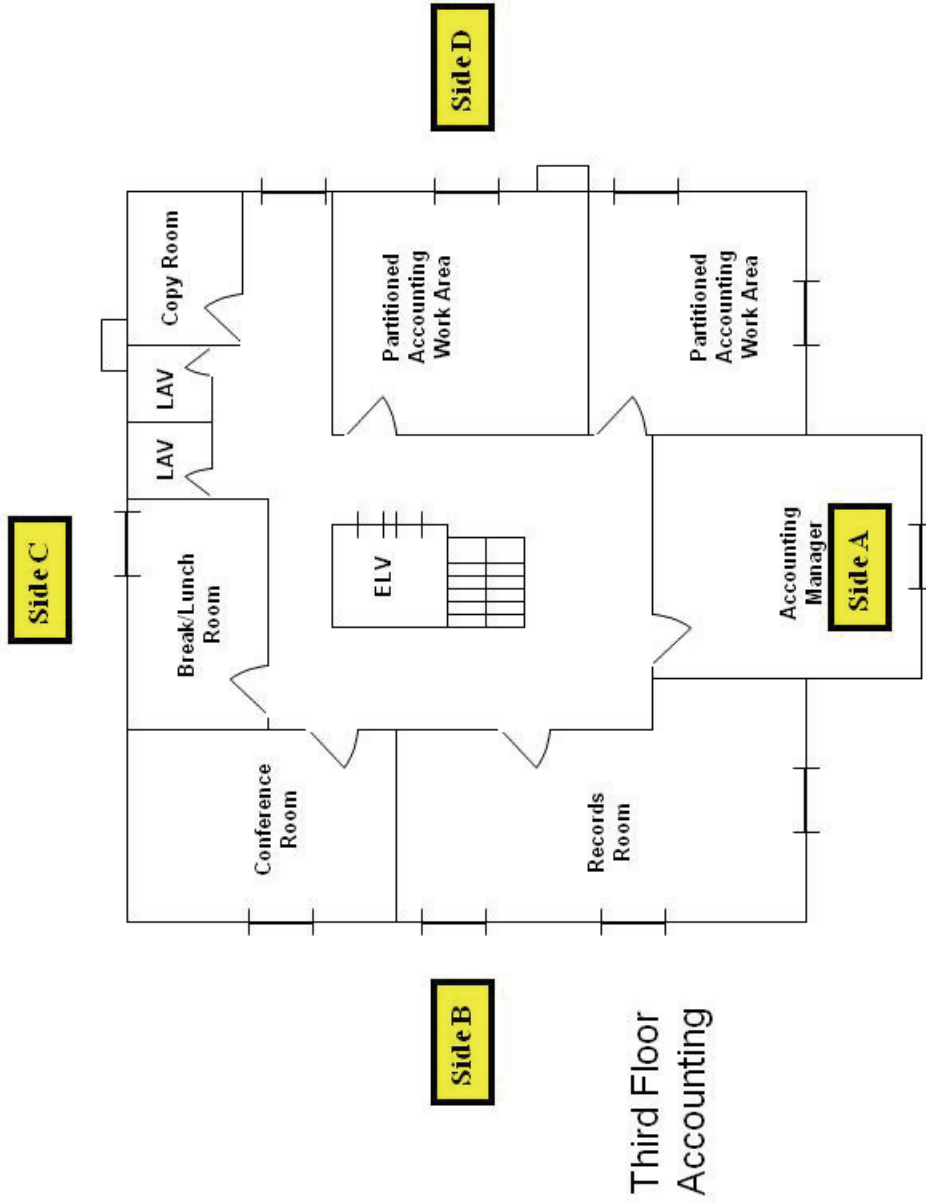 Side C
Side D
Copy Room
LAV
LAV
Break/Lunch
Room
Conference
Room
Partitioned
Accounting
Work Area
Partitioned
Accounting
Work Area
ELV
Records
Room
Accounting
Manager
Side A
Side B
Third Floor
Accounting